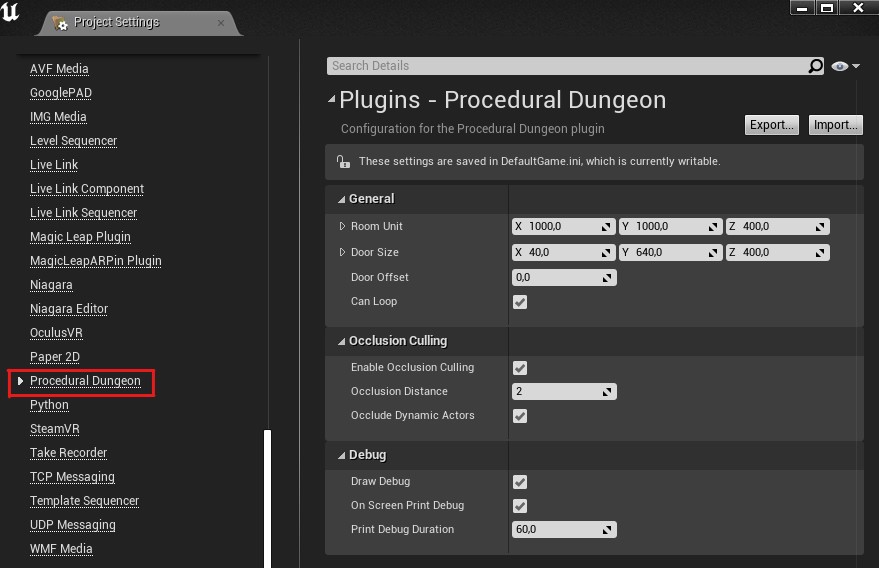 Project Settings
AVF Media
GooglePAD
IMG Media
Level Sequencer
Live Link
Live Link Component
Live Link Sequencer
Magic Leap Plugin
MagicLeapARPin Plugin
Niagara
Niagara Editor
OculusVR
Paper 2D
Procedural Dungeon
Python
SteamVR
Take Recorder
TCP Messaging
Template Sequencer
UDP Messaging
WMF Media
Search Details
Plugins - Procedural Dungeon
Configuration for the Procedural Dungeon plugin
Export... Import...
These settings are saved in DefaultGame.ini, which is currently writable.
General
Room Unit X 1000,0 Y 1000,0 Z 400,0
Door Size X 40,0 Y 640,0 Z 400,0
Door Offset 0,0
Can Loop
Occlusion Culling
Enable Occlusion Culling
Occlusion Distance 2
Occlude Dynamic Actors
Debug
Draw Debug
On Screen Print Debug
Print Debug Duration 60,0